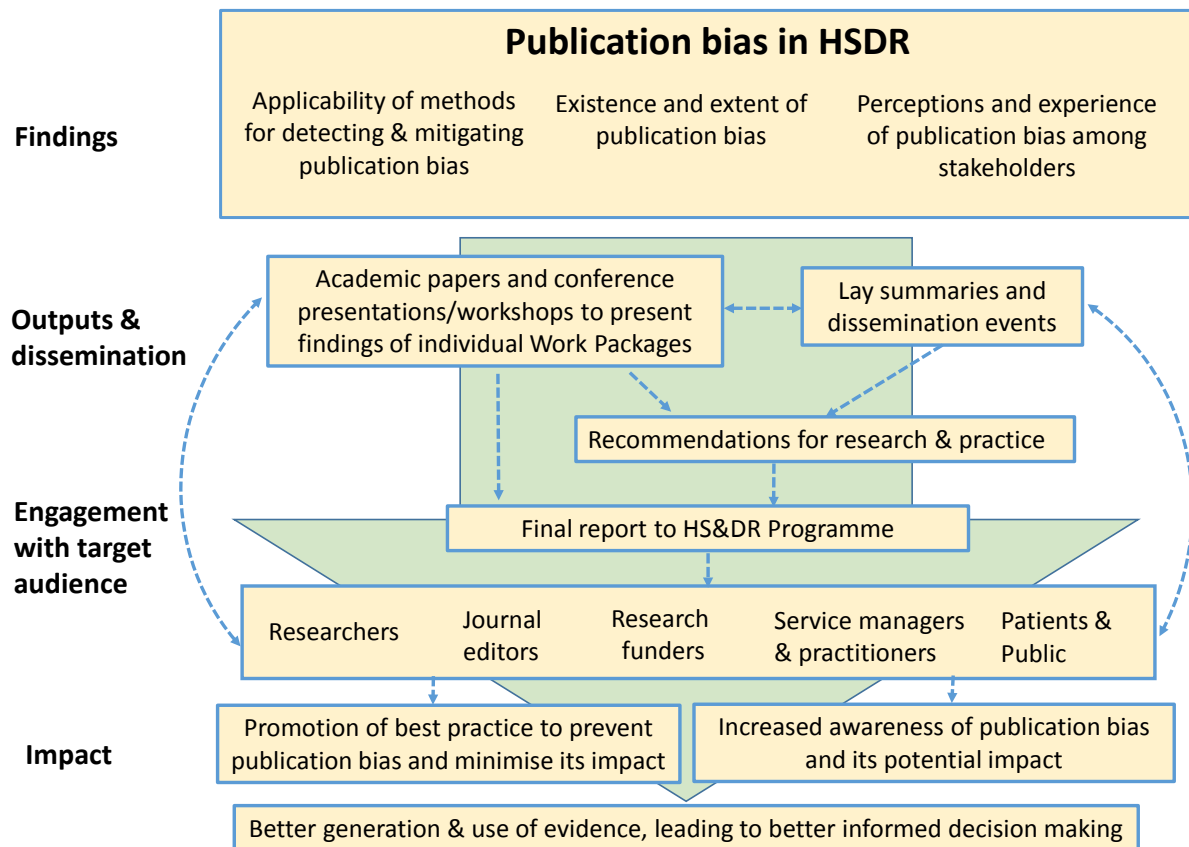 Publication bias in HSDR
Findings
Applicability of methods
for detecting & mitigating
publication bias
Existence and extent of
publication bias
Perceptions and experience
of publication bias among
stakeholders
Outputs &
dissemination
Academic papers and conference
presentations/workshops to present
findings of individual Work Packages
Lay summaries and
dissemination events
Recommendations for research & practice
Engagement
with target
audience
Final report to HS&DR Programme
Researchers
Journal
editors
Research
funders
Service managers
& practitioners
Patients &
Public
Impact
Promotion of best practice to prevent
publication bias and minimise its impact
Increased awareness of publication bias
and its potential impact
Better generation & use of evidence, leading to better informed decision making